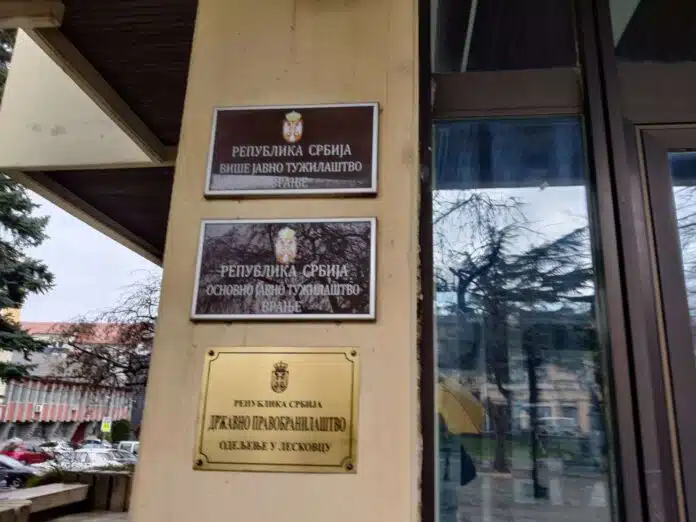 РЕПУБЛИКА СРБИЈА
ВИШЕ ЈАВНО ТУЖИЛАШТВО
ВРАЊЕ
РЕПУБЛИКА СРБИЈА
ОСНОВНО ЈАВНО ТУЖИЛАШТВО
ВРАЊЕ
РЕПУБЛИКА СРБИЈА
ДРЖАВНО ПРАВОБРАНИЛАШТВО
ОДЕЉЕЊЕ У ЛЕСКОВЦУ